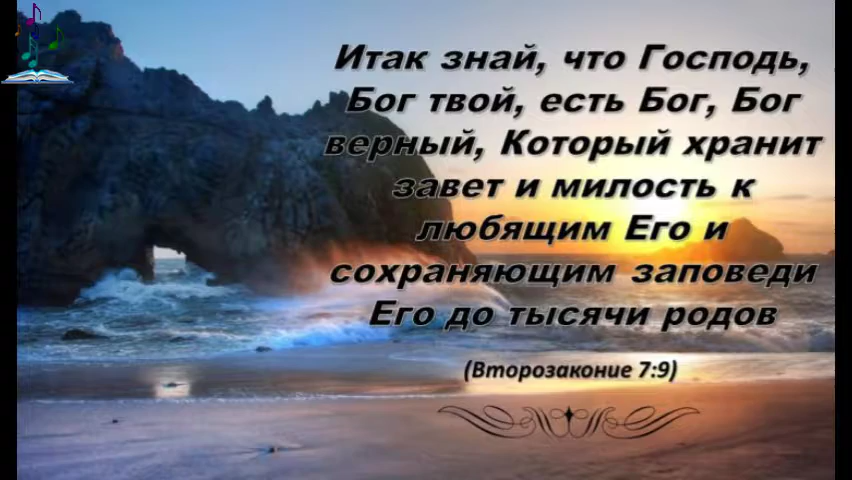 Итак знай, что Господь,
Бог твой, есть Бог, Бог
верный, Который хранит
завет и милость к
любящим Его и
сохраняющим заповеди
Его до тысячи родов
(Второзаконие 7:9)